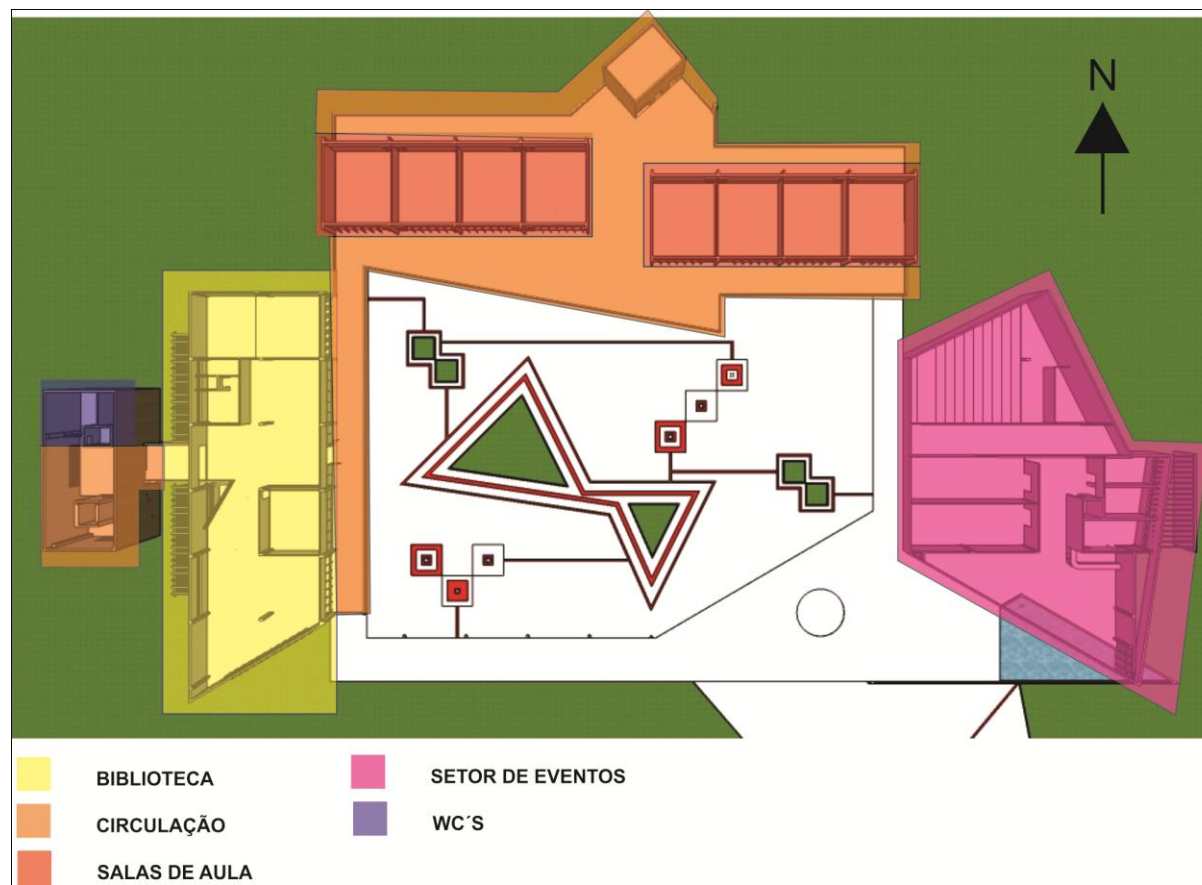 N
BIBLIOTECA
CIRCULAÇÃO
SALAS DE AULA
SETOR DE EVENTOS
WC´S